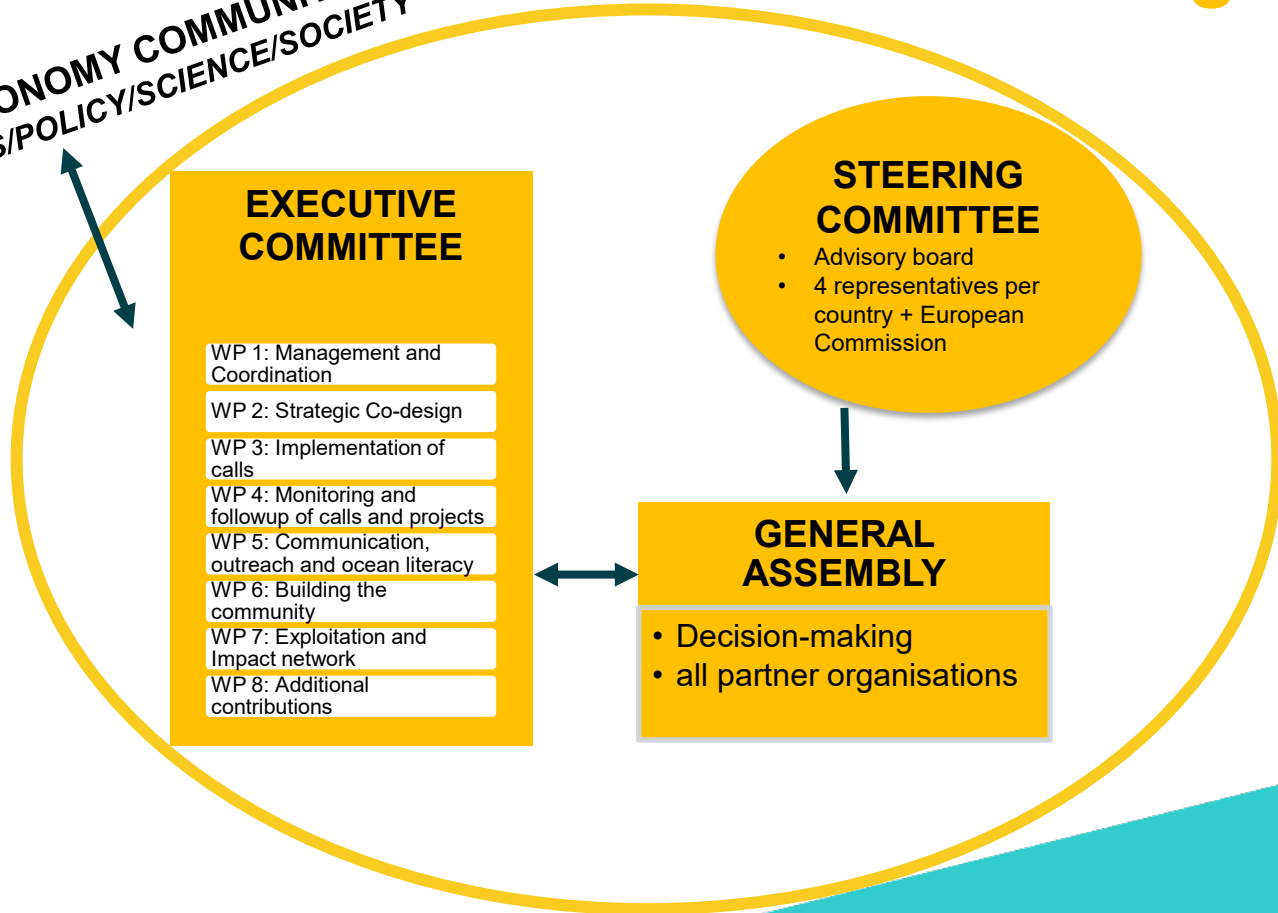 COMMUNI
S/POLICY/SCIENCE/SOCIETY
EXECUTIVE
COMMITTEE
WP 1: Management and
Coordination
WP 2: Strategic Co-design
WP 3: Implementation of
calls
WP 4: Monitoring and
followup of calls and projects
WP 5: Communication,
outreach and ocean literacy
WP 6: Building the
community
WP 7: Exploitation and
Impact network
WP 8: Additional
contributions
STEERING
COMMITTEE
• Advisory board
• 4 representatives per
country + European
Commission
GENERAL
ASSEMBLY
• Decision-making
• all partner organisations